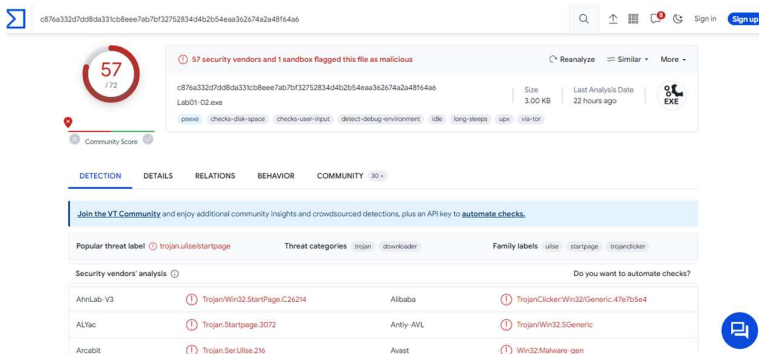 c876a332d7dd8da331cb8eee7ab7bf32752834d4b2b54eaa362674a2a48f64a6
8
Sign in
Sign up
57
/ 72
Community Score
57 security vendors and 1 sandbox flagged this file as malicious
Reanalyze
Similar
More
c876a332d7dd8da331cb8eee7ab7bf32752834d4b2b54eaa362674a2a48f64a6
Lab01-02.exe
Size
3.00 KB
Last Analysis Date
22 hours ago
EXE
peexe checks-disk-space checks-user-input detect-debug-environment idle long-sleeps upx via-tor
DETECTION DETAILS RELATIONS BEHAVIOR COMMUNITY 30 +
Join the VT Community and enjoy additional community insights and crowdsourced detections, plus an API key to automate checks.
Popular threat label trojan.ulise/startpage Threat categories trojan downloader Family labels ulise startpage trojanclicker
Security vendors' analysis Do you want to automate checks?
AhnLab-V3 Trojan/Win32.StartPage.C26214 Alibaba TrojanClicker:Win32/Generic.47e7b5e4
ALYac Trojan.Startpage.3072 Antiy-AVL Trojan/Win32.SGeneric
Arcabit Trojan.Ser.Ulise.216 Avast Win32:Malware-gen